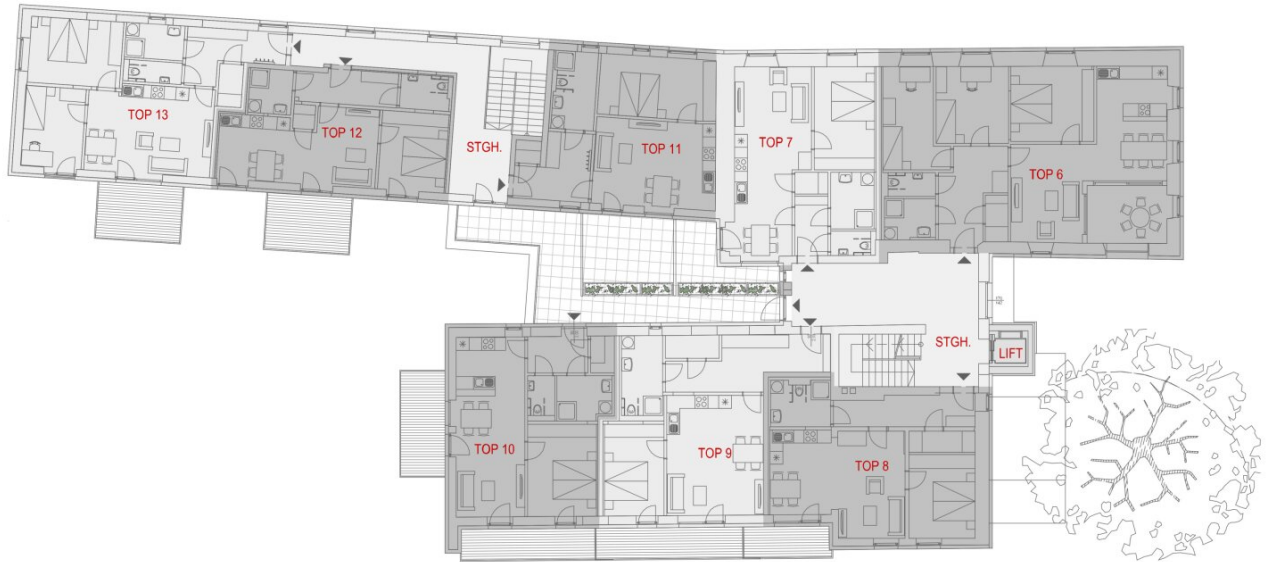 TOP 13
TOP 12
STGH.
TOP 11
TOP 7
TOP 6
STGH.
LIFT
TOP 10
TOP 9
TOP 8